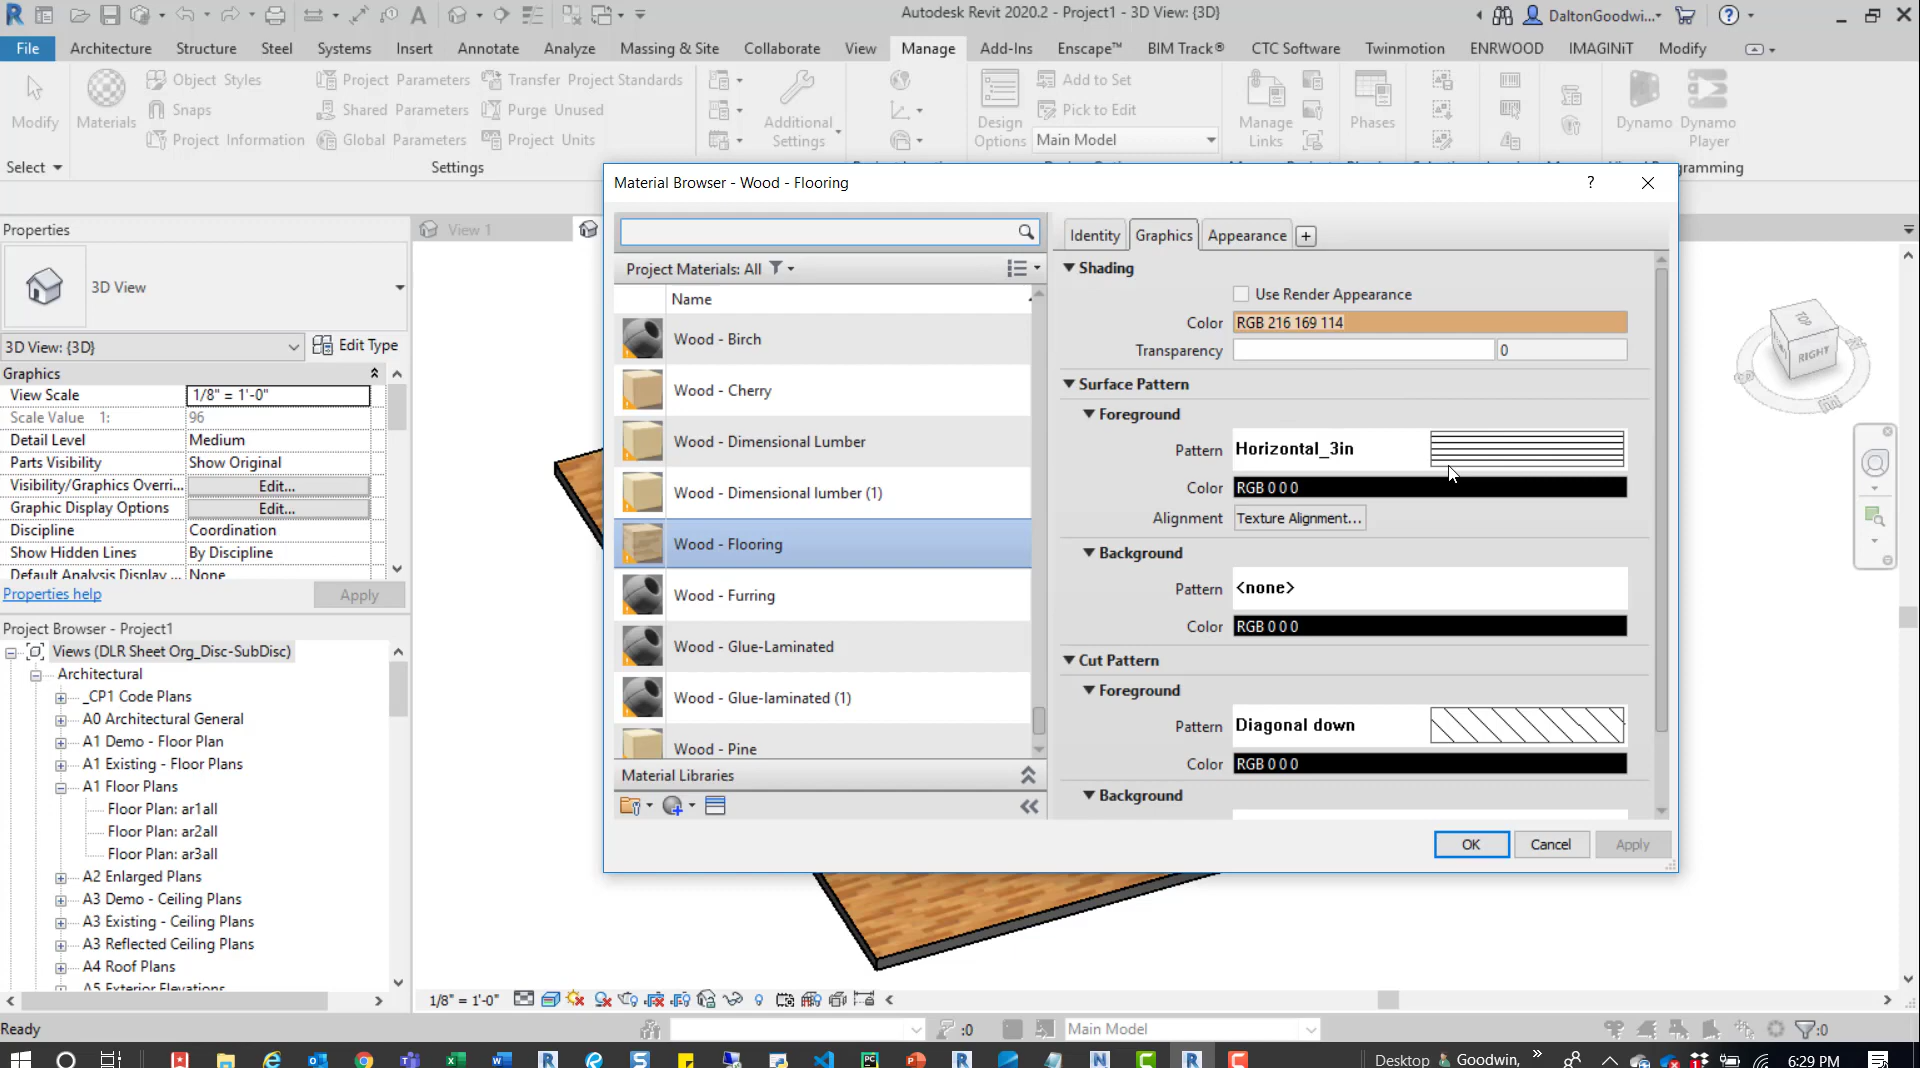 Autodesk Revit 2020.2 - Project1 - 3D View: {3D}
DaltonGoodwi...
File Architecture Structure Steel Systems Insert Annotate Analyze Massing & Site Collaborate View Manage Add-Ins Enscape™ BIM Track® CTC Software Twinmotion ENRWOOD IMAGINiT Modify
Modify
Materials
Object Styles
Snaps
Project Information
Project Parameters
Shared Parameters
Global Parameters
Transfer Project Standards
Purge Unused
Project Units
Additional
Settings
Design
Options
Add to Set
Pick to Edit
Main Model
Manage
Links
Phases
Dynamo
Dynamo
Player
Select
Settings
Material Browser - Wood - Flooring
?
Properties
3D View
3D View: {3D}
Edit Type
Graphics
View Scale 1/8" = 1'-0"
Scale Value 1: 96
Detail Level Medium
Parts Visibility Show Original
Visibility/Graphics Overri... Edit...
Graphic Display Options Edit...
Discipline Coordination
Show Hidden Lines By Discipline
Default Analysis Display ... None
Properties help
Apply
Project Browser - Project1
Views (DLR Sheet Org_Disc-SubDisc)
Architectural
_CP1 Code Plans
A0 Architectural General
A1 Demo - Floor Plan
A1 Existing - Floor Plans
A1 Floor Plans
Floor Plan: ar1all
Floor Plan: ar2all
Floor Plan: ar3all
A2 Enlarged Plans
A3 Demo - Ceiling Plans
A3 Existing - Ceiling Plans
A3 Reflected Ceiling Plans
A4 Roof Plans
A5 Exterior Elevations
View 1
Project Materials: All
Name
Wood - Birch
Wood - Cherry
Wood - Dimensional Lumber
Wood - Dimensional lumber (1)
Wood - Flooring
Wood - Furring
Wood - Glue-Laminated
Wood - Glue-laminated (1)
Wood - Pine
Material Libraries
Identity Graphics Appearance +
Shading
Use Render Appearance
Color RGB 216 169 114
Transparency 0
Surface Pattern
Foreground
Pattern Horizontal_3in
Color RGB 0 0 0
Alignment Texture Alignment...
Background
Pattern <none>
Color RGB 0 0 0
Cut Pattern
Foreground
Pattern Diagonal down
Color RGB 0 0 0
Background
OK Cancel Apply
TOP
RIGHT
1/8" = 1'-0"
Ready
:0
Main Model
:0
Desktop
Goodwin,
6:29 PM